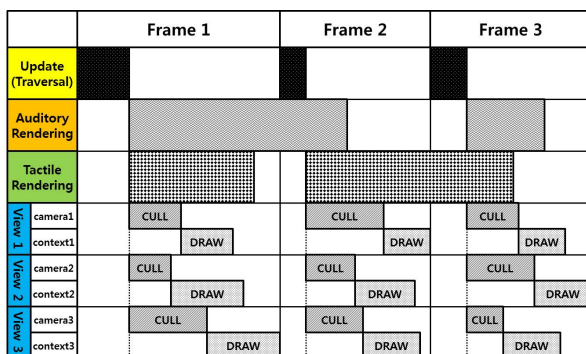 Frame 1 Frame 2 Frame 3
Update
(Traversal)
Auditory
Rendering
Tactile
Rendering
View 1
camera1 CULL CULL CULL
context1 DRAW DRAW DRAW
View 2
camera2 CULL CULL CULL
context2 DRAW DRAW DRAW
View 3
camera3 CULL CULL CULL
context3 DRAW DRAW DRAW